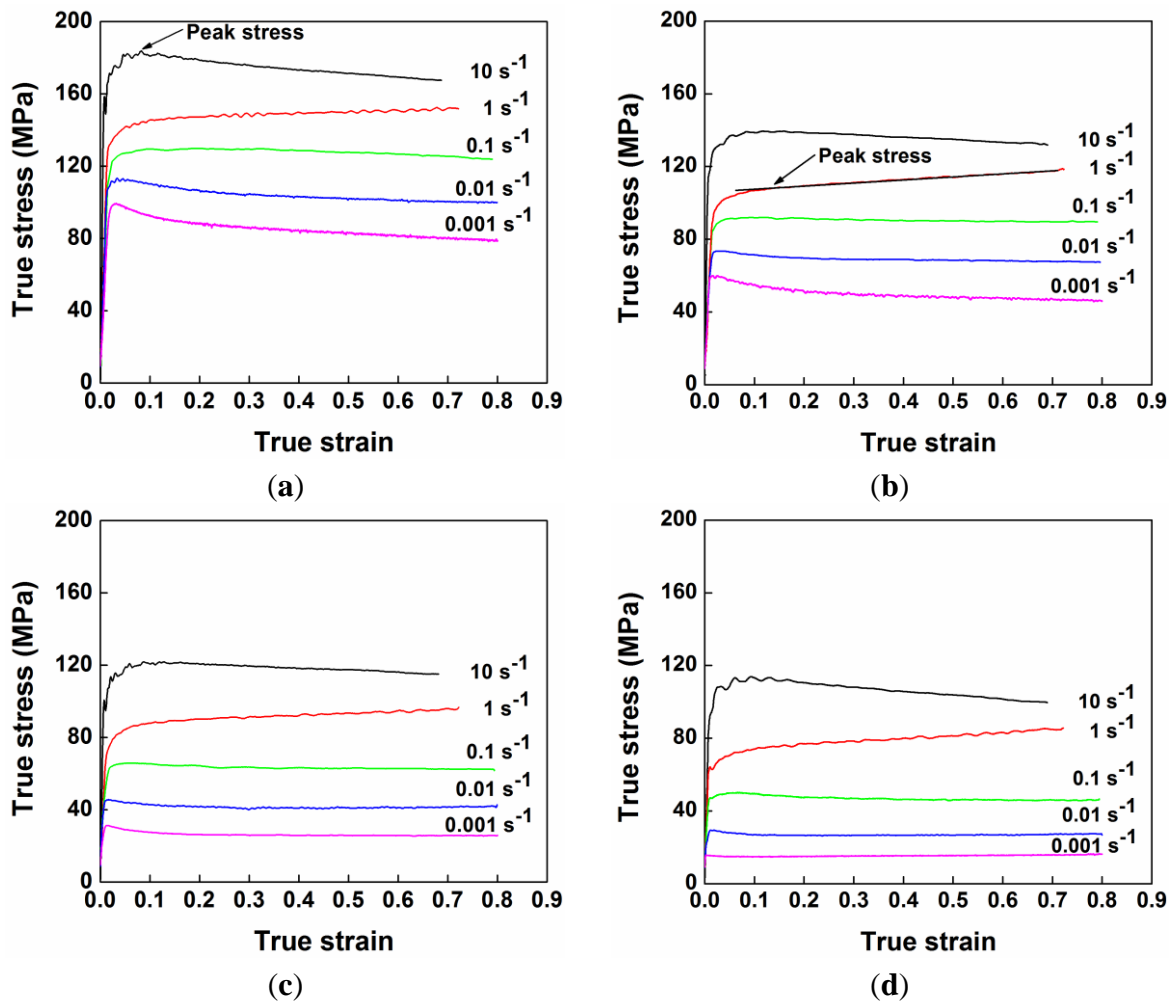 200
160
120
80
40
0
True stress (MPa)
Peak stress
10 s-1
1 s-1
0.1 s-1
0.01 s-1
0.001 s-1
0.0 0.1 0.2 0.3 0.4 0.5 0.6 0.7 0.8 0.9
True strain
(a)
200
160
120
80
40
0
True stress (MPa)
10 s-1
Peak stress
1 s-1
0.1 s-1
0.01 s-1
0.001 s-1
0.0 0.1 0.2 0.3 0.4 0.5 0.6 0.7 0.8 0.9
True strain
(b)
200
160
120
80
40
0
True stress (MPa)
10 s-1
1 s-1
0.1 s-1
0.01 s-1
0.001 s-1
0.0 0.1 0.2 0.3 0.4 0.5 0.6 0.7 0.8 0.9
True strain
(c)
200
160
120
80
40
0
True stress (MPa)
10 s-1
1 s-1
0.1 s-1
0.01 s-1
0.001 s-1
0.0 0.1 0.2 0.3 0.4 0.5 0.6 0.7 0.8 0.9
True strain
(d)